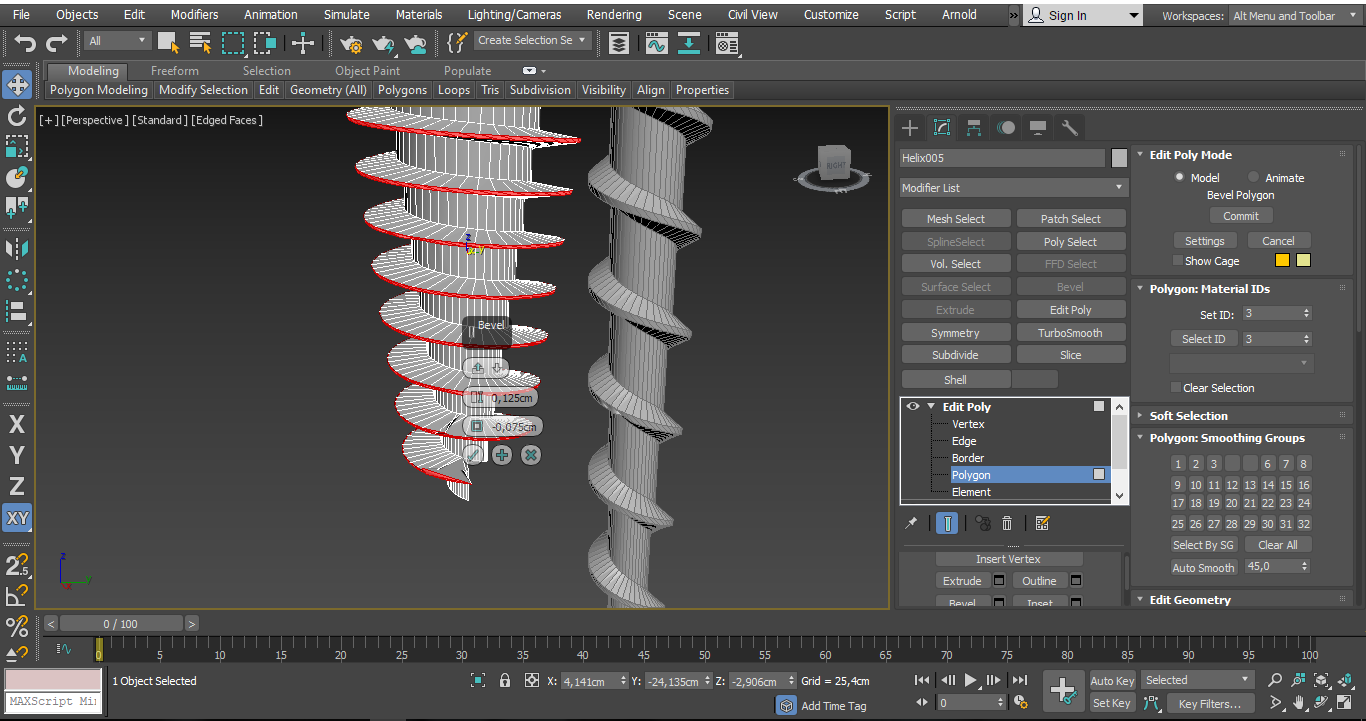 File Objects Edit Modifiers Animation Simulate Materials Lighting/Cameras Rendering Scene Civil View Customize Script Arnold » Sign In Workspaces: Alt Menu and Toolbar
All Create Selection Se
Modeling Freeform Selection Object Paint Populate
Polygon Modeling Modify Selection Edit Geometry (All) Polygons Loops Tris Subdivision Visibility Align Properties
[+] [Perspective] [Standard] [Edged Faces]
RIGHT
z
x
y
Bevel
0,125cm
-0,075cm
z
x
y
X
Y
Z
XY
2.5
%
Helix005
Modifier List
Mesh Select Patch Select
SplineSelect Poly Select
Vol. Select FFD Select
Surface Select Bevel
Extrude Edit Poly
Symmetry TurboSmooth
Subdivide Slice
Shell
Edit Poly
Vertex
Edge
Border
Polygon
Element
Insert Vertex
Extrude Outline
Bevel Inset
Edit Poly Mode
Model Animate
Bevel Polygon
Commit
Settings Cancel
Show Cage
Polygon: Material IDs
Set ID: 3
Select ID 3
Clear Selection
Soft Selection
Polygon: Smoothing Groups
1 2 3 6 7 8
9 10 11 12 13 14 15 16
17 18 19 20 21 22 23 24
25 26 27 28 29 30 31 32
Select By SG Clear All
Auto Smooth 45,0
Edit Geometry
< 0 / 100 >
0 5 10 15 20 25 30 35 40 45 50 55 60 65 70 75 80 85 90 95 100
1 Object Selected X: 4,141cm Y: -24,135cm Z: -2,906cm Grid = 25,4cm Auto Key Selected
MAXScript Mi Add Time Tag 0 Set Key Key Filters...